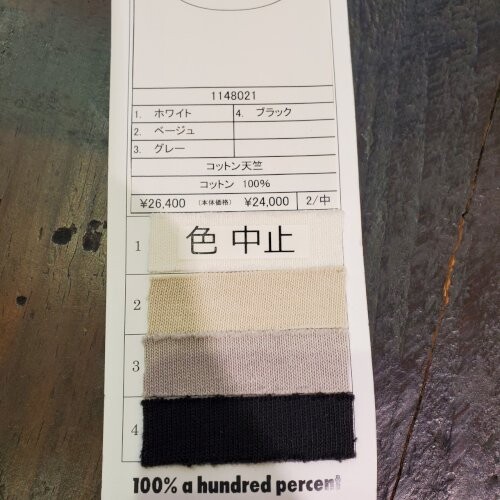 1148021
1. ホワイト 4. ブラック
2. ベージュ
3. グレー
コットン天竺
コットン 100%
¥26,400 (本体価格) ¥24,000 2/中
1 色 中止
2
3
4
100% a hundred percent